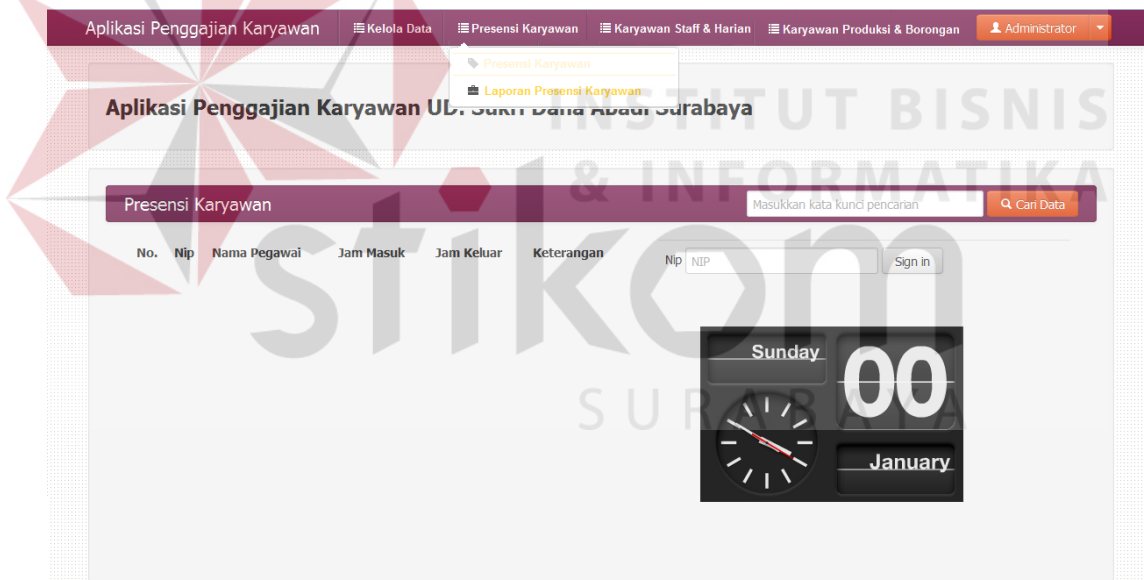 Aplikasi Penggajian Karyawan Kelola Data Presensi Karyawan Karyawan Staff & Harian Karyawan Produksi & Borongan Administrator
Presensi Karyawan
Laporan Presensi Karyawan
Aplikasi Penggajian Karyawan UD. Sukri Dana Abadi Surabaya
INSTITUT BISNIS
& INFORMATIKA
stikom
SURABAYA
Presensi Karyawan Masukkan kata kunci pencarian Cari Data
No. Nip Nama Pegawai Jam Masuk Jam Keluar Keterangan
Nip NIP Sign in
Sunday
00
January